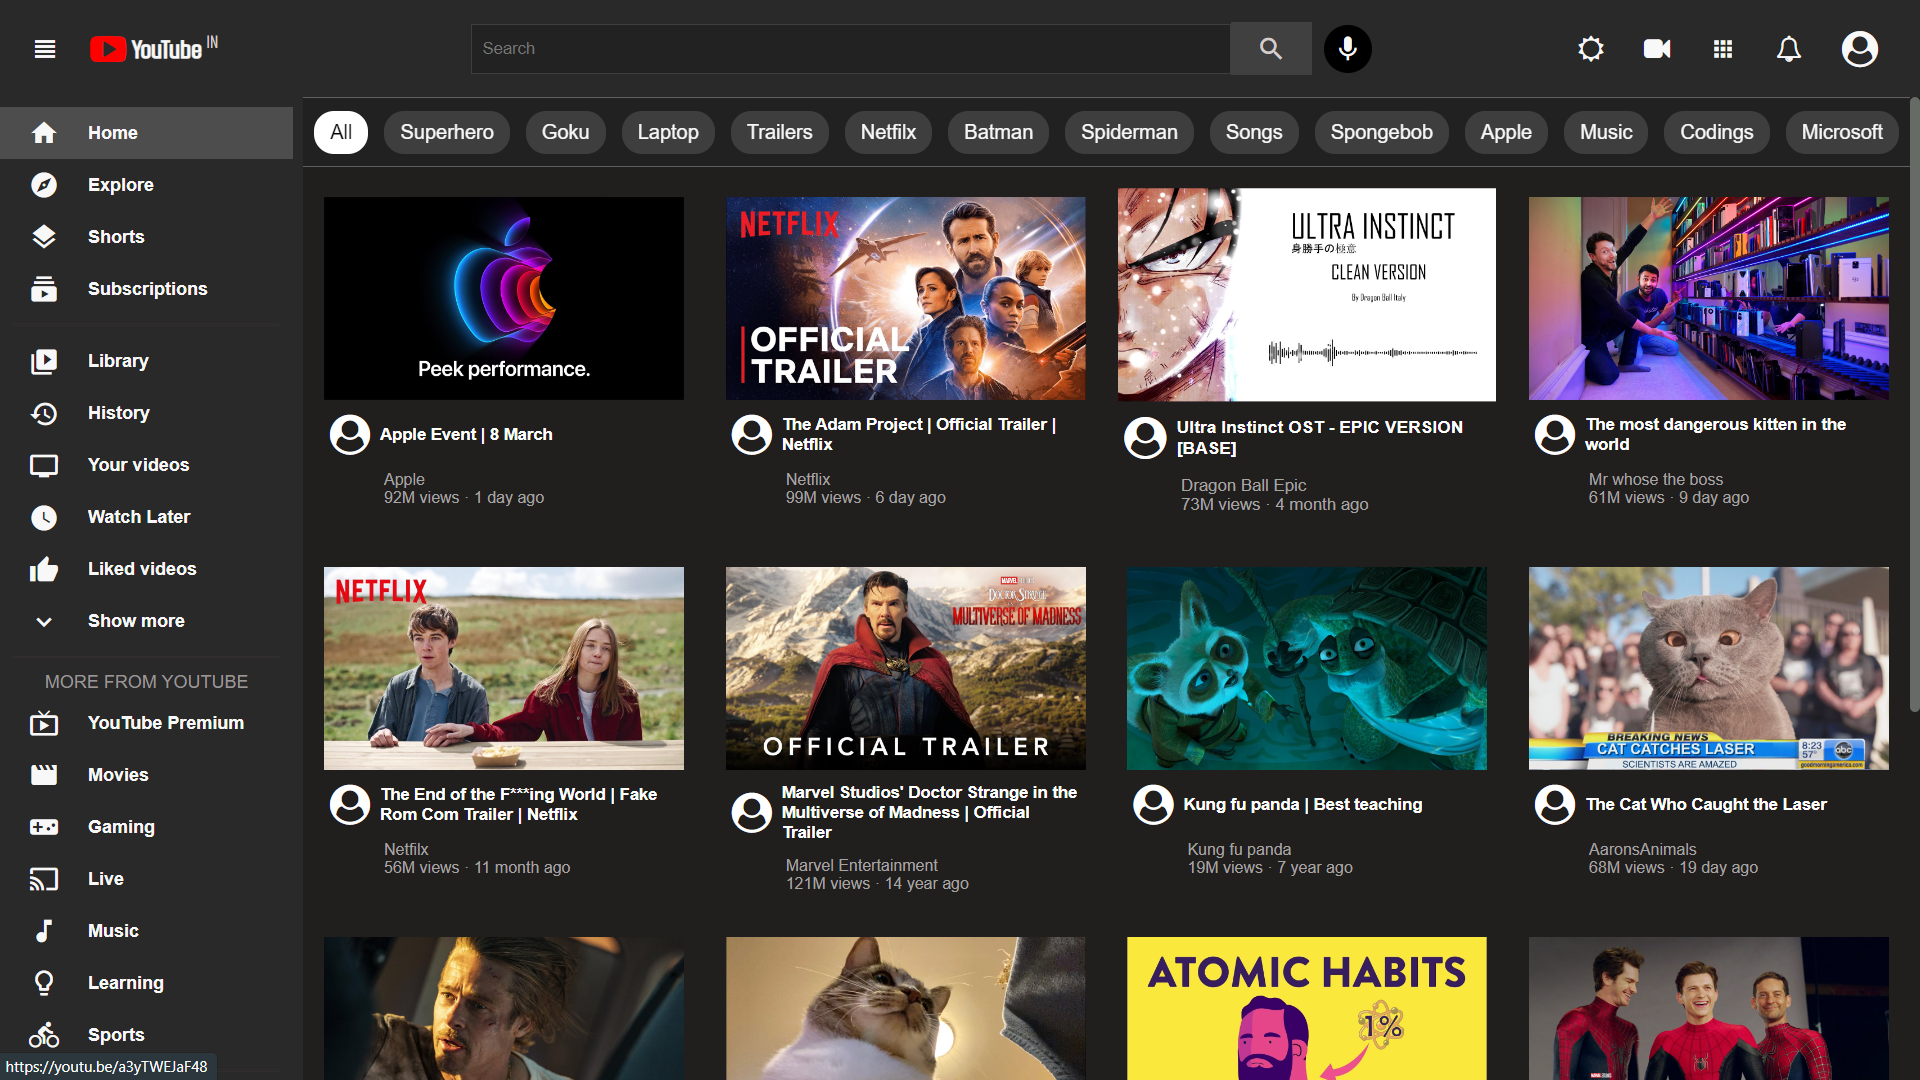 YouTube IN
Search
All
Superhero
Goku
Laptop
Trailers
Netfilx
Batman
Spiderman
Songs
Spongebob
Apple
Music
Codings
Microsoft
Home
Explore
Shorts
Subscriptions
Library
History
Your videos
Watch Later
Liked videos
Show more
MORE FROM YOUTUBE
YouTube Premium
Movies
Gaming
Live
Music
Learning
Sports
https://youtu.be/a3yTWEJaF48
Peek performance.
Apple Event | 8 March
Apple
92M views · 1 day ago
NETFLIX
OFFICIAL
TRAILER
The Adam Project | Official Trailer |
Netflix
Netflix
99M views · 6 day ago
ULTRA INSTINCT
身勝手の極意
CLEAN VERSION
By Dragon Ball Italy
Ultra Instinct OST - EPIC VERSION
[BASE]
Dragon Ball Epic
73M views · 4 month ago
The most dangerous kitten in the
world
Mr whose the boss
61M views · 9 day ago
NETFLIX
The End of the F***ing World | Fake
Rom Com Trailer | Netflix
Netfilx
56M views · 11 month ago
MARVEL STUDIOS
DOCTOR STRANGE
MULTIVERSE OF MADNESS
OFFICIAL TRAILER
Marvel Studios' Doctor Strange in the
Multiverse of Madness | Official
Trailer
Marvel Entertainment
121M views · 14 year ago
Kung fu panda | Best teaching
Kung fu panda
19M views · 7 year ago
BREAKING NEWS
CAT CATCHES LASER
SCIENTISTS ARE AMAZED
8:23
57°
abc
goodmorningamerica.com
The Cat Who Caught the Laser
AaronsAnimals
68M views · 19 day ago
ATOMIC HABITS
1%